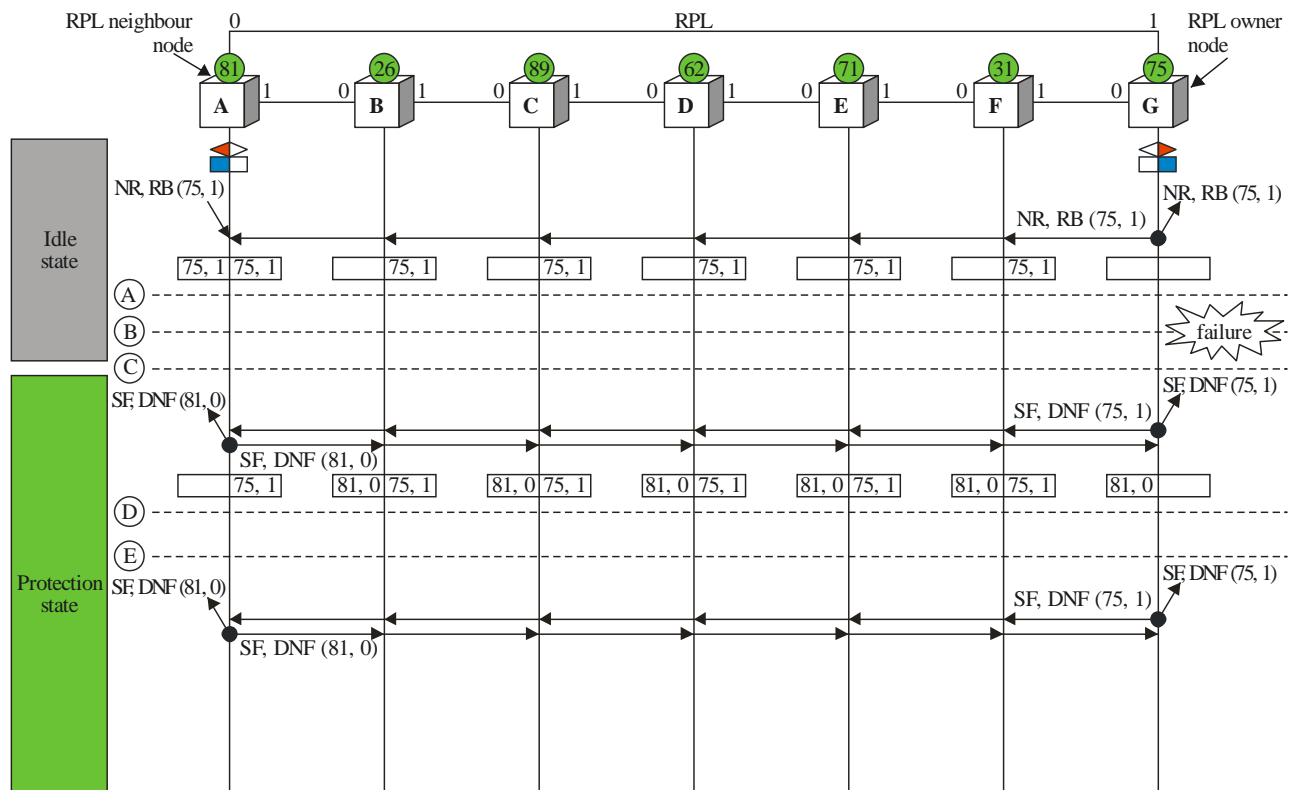 RPL neighbour node
0 RPL 1
RPL owner node
81 26 89 62 71 31 75
A 1 0 B 1 0 C 1 0 D 1 0 E 1 0 F 1 0 G
Idle state
NR, RB (75, 1)
NR, RB (75, 1)
NR, RB (75, 1)
75, 1 75, 1 75, 1 75, 1 75, 1 75, 1 75, 1
A
B
failure
C
Protection state
SF, DNF (81, 0)
SF, DNF (75, 1)
SF, DNF (75, 1)
SF, DNF (81, 0)
75, 1 81, 0 75, 1 81, 0 75, 1 81, 0 75, 1 81, 0 75, 1 81, 0 75, 1 81, 0
D
E
SF, DNF (81, 0)
SF, DNF (75, 1)
SF, DNF (75, 1)
SF, DNF (81, 0)